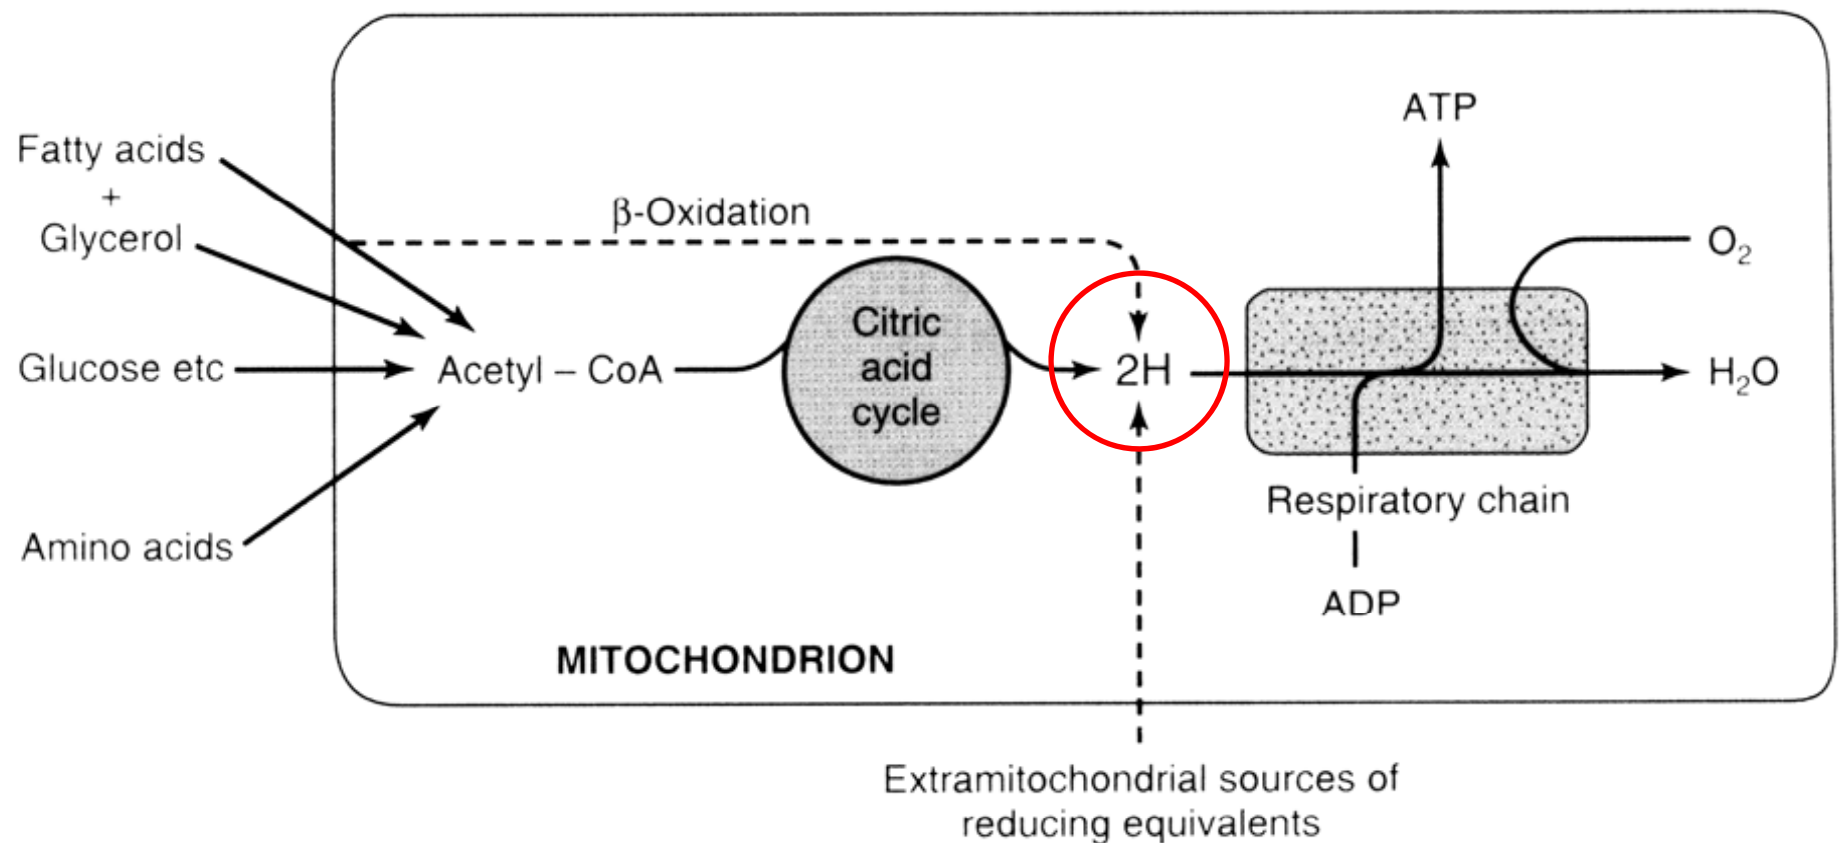 ATP
Fatty acids
+
Glycerol
β-Oxidation
O₂
Citric
acid
cycle
Glucose etc
Acetyl – CoA
2H
H₂O
Respiratory chain
Amino acids
ADP
MITOCHONDRION
Extramitochondrial sources of
reducing equivalents